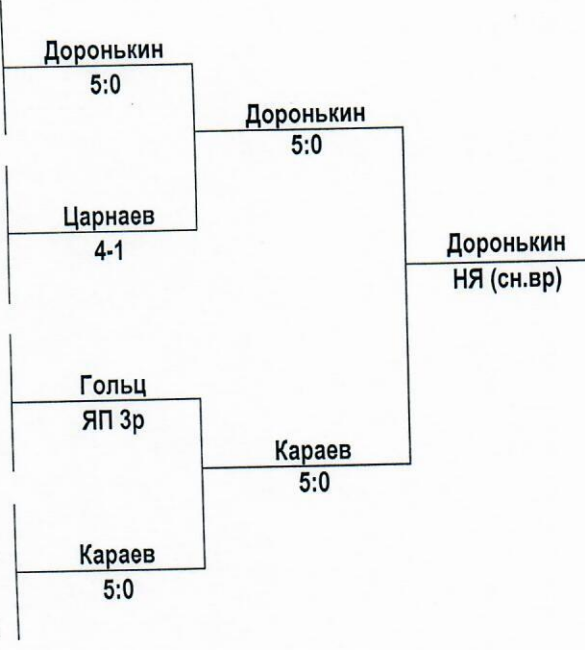 Доронькин
5:0
Доронькин
5:0
Царнаев
4-1
Доронькин
НЯ (сн.вр)
Гольц
ЯП 3р
Караев
5:0
Караев
5:0